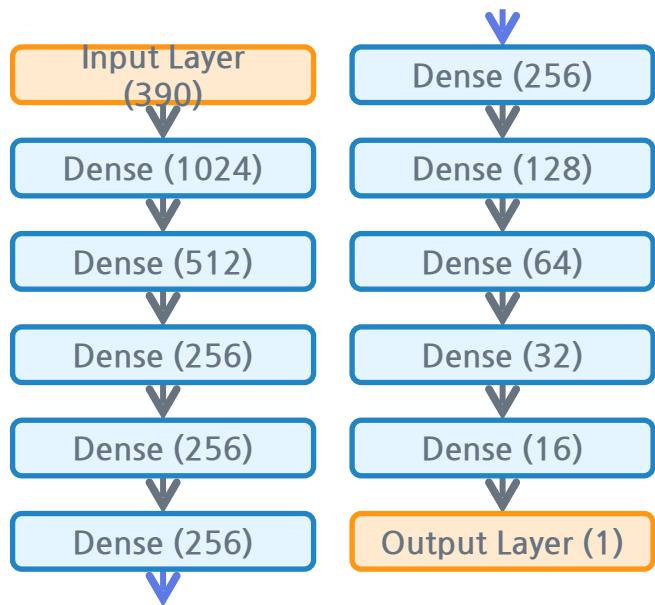 Input Layer
(390)
Dense (1024)
Dense (512)
Dense (256)
Dense (256)
Dense (256)
Dense (256)
Dense (128)
Dense (64)
Dense (32)
Dense (16)
Output Layer (1)